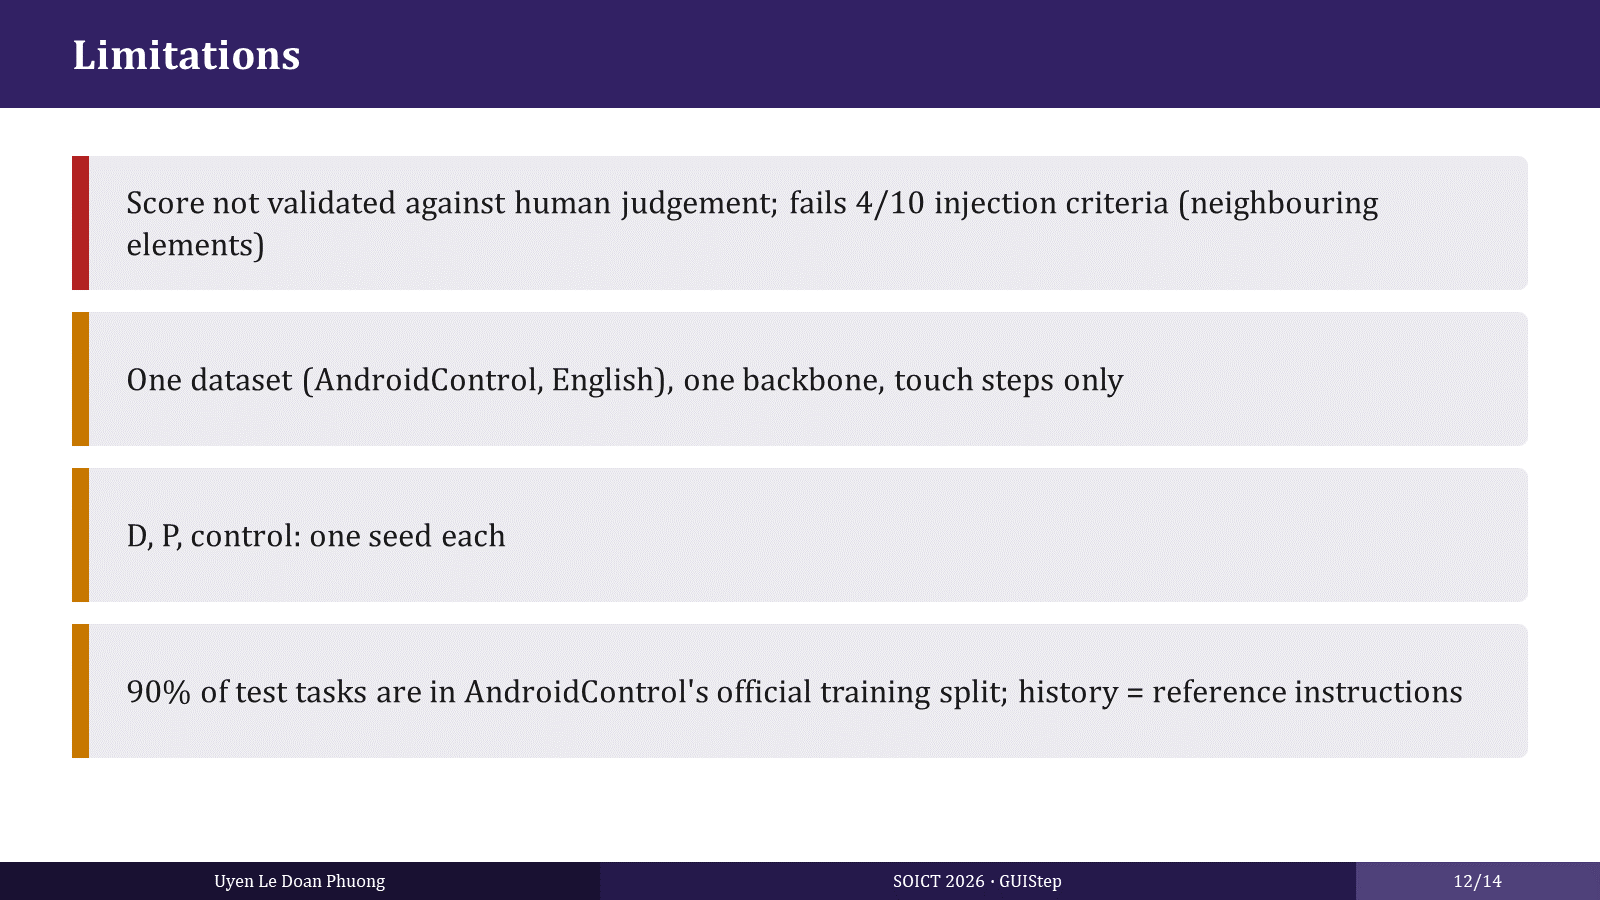 Limitations
Score not validated against human judgement; fails 4/10 injection criteria (neighbouring
elements)
One dataset (AndroidControl, English), one backbone, touch steps only
D, P, control: one seed each
90% of test tasks are in AndroidControl's official training split; history = reference instructions
Uyen Le Doan Phuong
SOICT 2026 · GUIStep
12/14